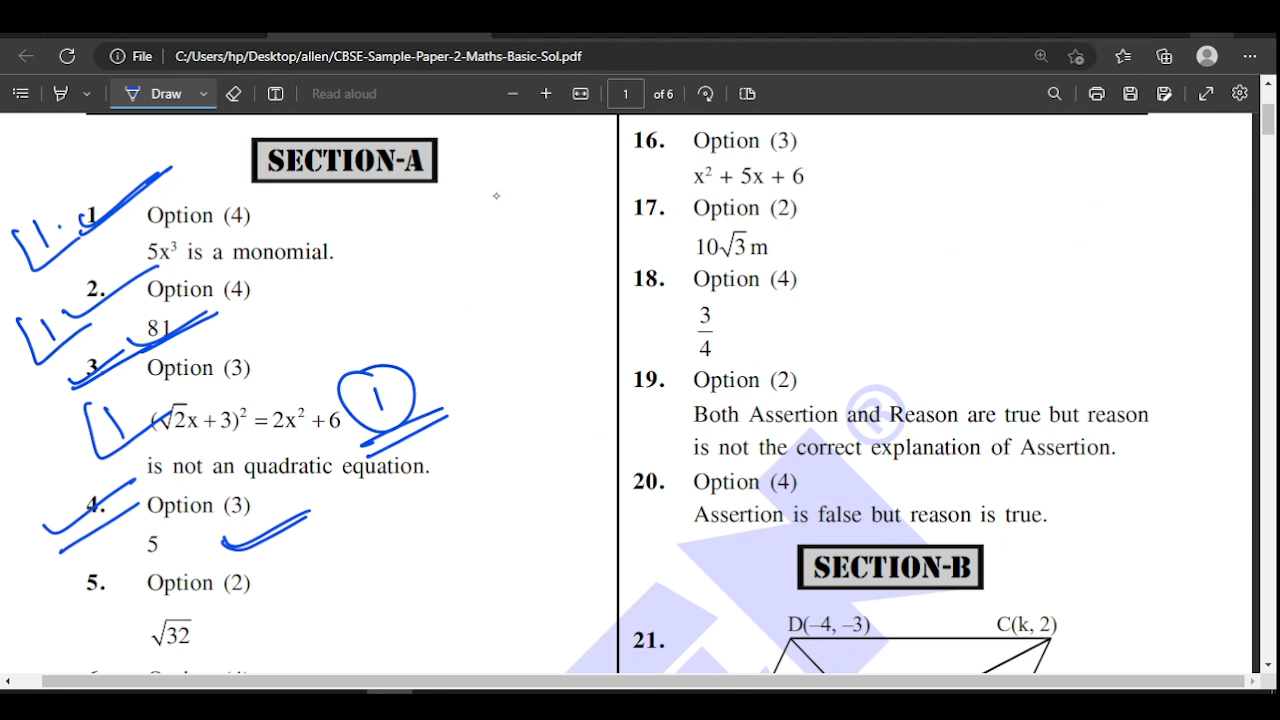 File
C:/Users/hp/Desktop/allen/CBSE-Sample-Paper-2-Maths-Basic-Sol.pdf
Draw
Read aloud
1
of 6
SECTION-A
1
1. Option (4)
5x³ is a monomial.
2. Option (4)
1
81
3. Option (3)
1
(√2x + 3)² = 2x² + 6
1
is not an quadratic equation.
4. Option (3)
5
5. Option (2)
√32
16. Option (3)
x² + 5x + 6
17. Option (2)
10√3 m
18. Option (4)
3
4
19. Option (2)
Both Assertion and Reason are true but reason
is not the correct explanation of Assertion.
20. Option (4)
Assertion is false but reason is true.
SECTION-B
21.
D(–4, –3)
C(k, 2)
®